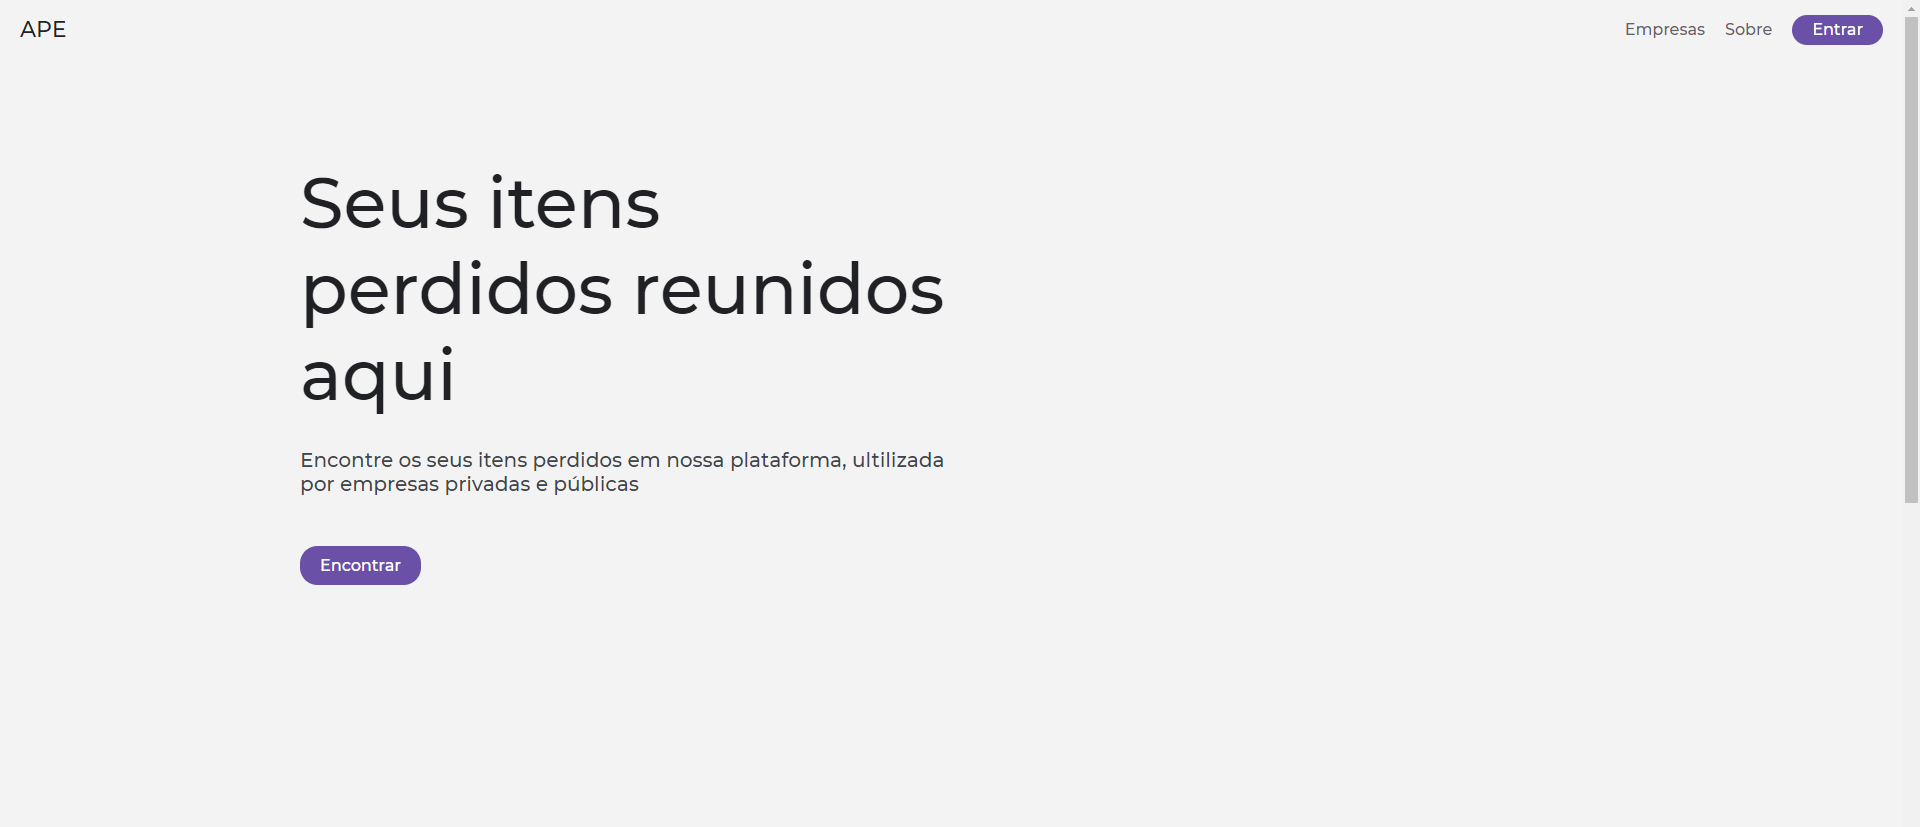 APE
Empresas Sobre Entrar
Seus itens
perdidos reunidos
aqui
Encontre os seus itens perdidos em nossa plataforma, ultilizada
por empresas privadas e públicas
Encontrar